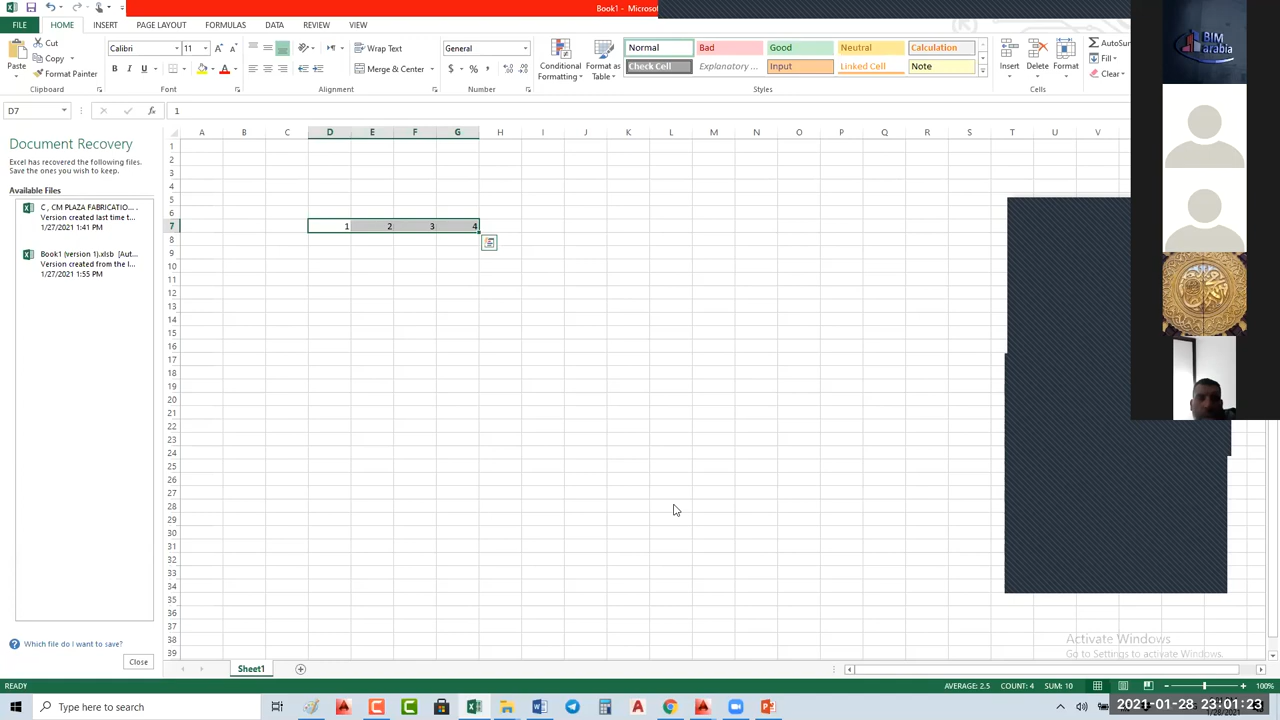 Book1 - Microsof
FILE HOME INSERT PAGE LAYOUT FORMULAS DATA REVIEW VIEW
Paste Cut Copy Format Painter
Calibri 11
B I U A
Wrap Text
Merge & Center
General
$ % ,
Conditional Formatting
Format as Table
Normal Bad Good Neutral Calculation
Check Cell Explanatory ... Input Linked Cell Note
Insert Delete Format
AutoSum
Fill
Clear
BIM
arabia
Clipboard Font Alignment Number Styles Cells
D7 fx 1
A B C D E F G H I J K L M N O P Q R S T U V
Document Recovery
Excel has recovered the following files.
Save the ones you wish to keep.
Available Files
C , CM PLAZA FABRICATIO...
Version created last time t...
1/27/2021 1:41 PM
Book1 (version 1).xlsb [Aut...
Version created from the l...
1/27/2021 1:55 PM
1
2
3
4
5
6
7 1 2 3 4
8
9
10
11
12
13
14
15
16
17
18
19
20
21
22
23
24
25
26
27
28
29
30
31
32
33
34
35
36
37
38
39
Which file do I want to save?
Close
Activate Windows
Go to Settings to activate Windows.
Sheet1
READY AVERAGE: 2.5 COUNT: 4 SUM: 10 100%
Type here to search
2021-01-28 23:01:23